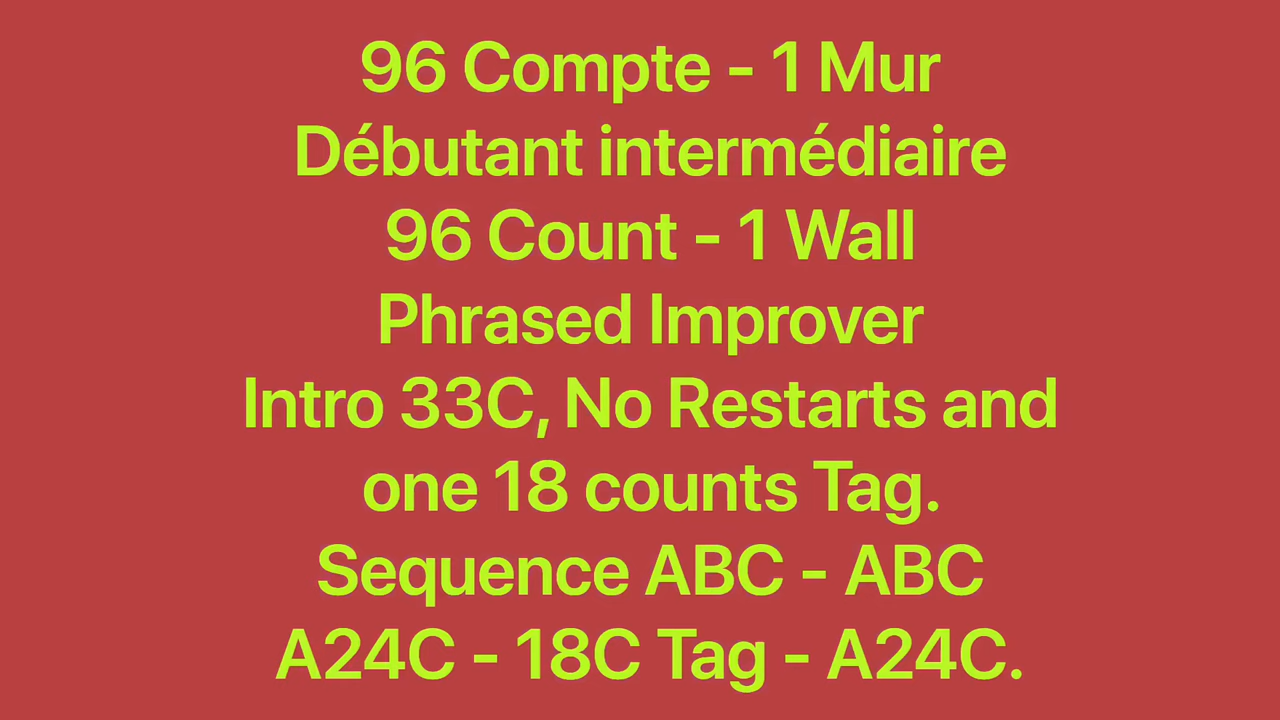 96 Compte - 1 Mur
Débutant intermédiaire
96 Count - 1 Wall
Phrased Improver
Intro 33C, No Restarts and
one 18 counts Tag.
Sequence ABC - ABC
A24C - 18C Tag - A24C.